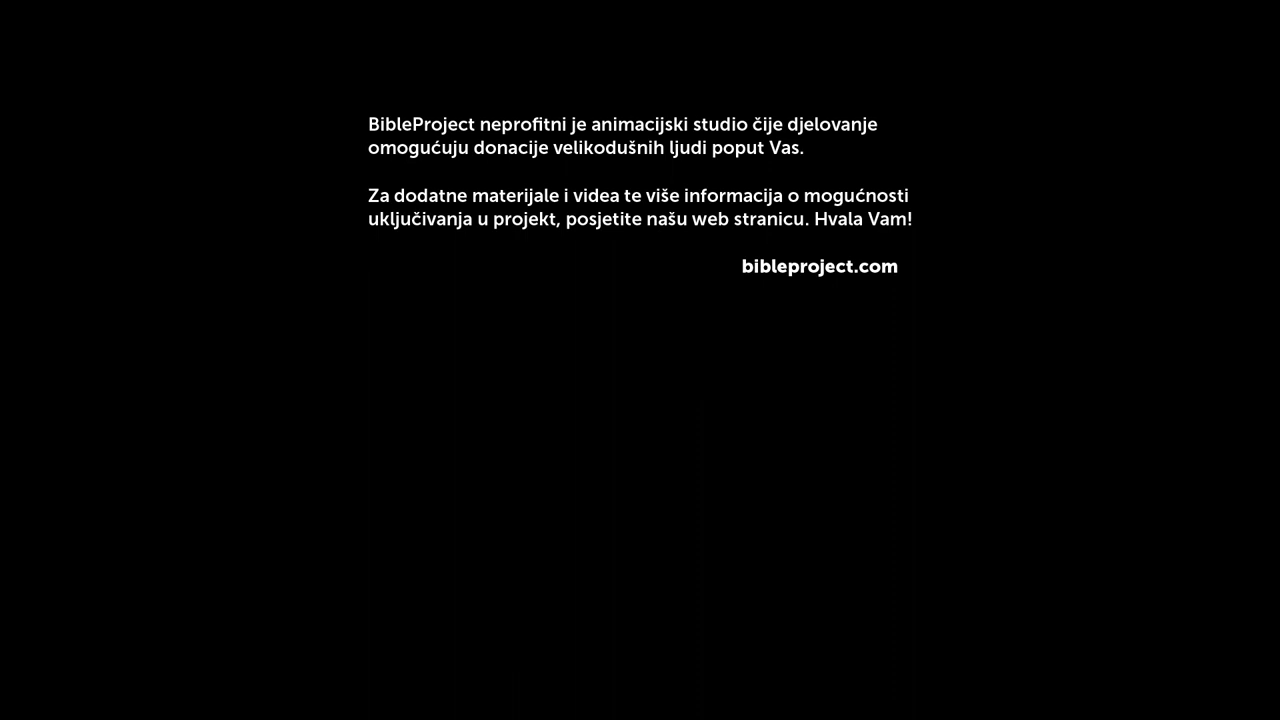 BibleProject neprofitni je animacijski studio čije djelovanje
omogućuju donacije velikodušnih ljudi poput Vas.
Za dodatne materijale i videa te više informacija o mogućnosti
uključivanja u projekt, posjetite našu web stranicu. Hvala Vam!
bibleproject.com